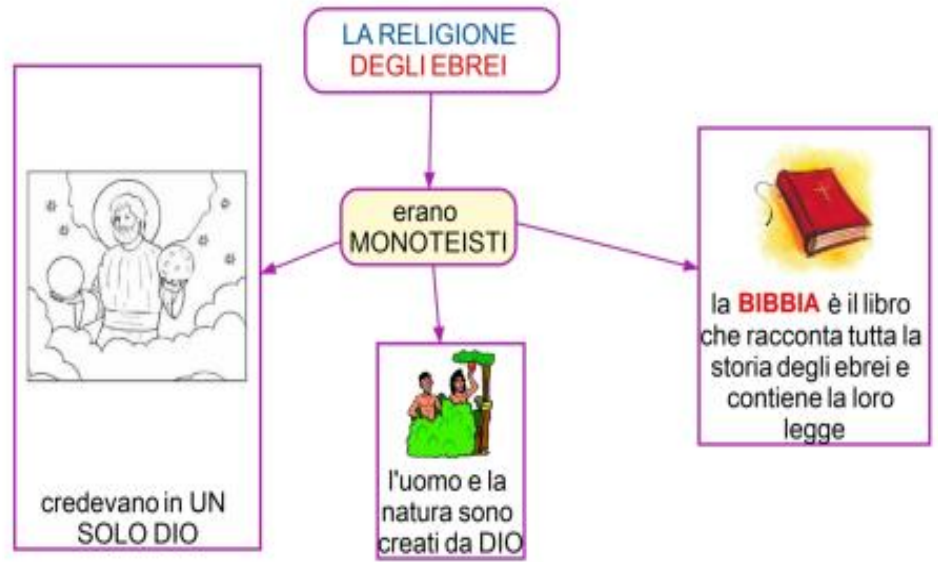 LA RELIGIONE
DEGLI EBREI
erano
MONOTEISTI
credevano in UN
SOLO DIO
l'uomo e la
natura sono
creati da DIO
la BIBBIA è il libro
che racconta tutta la
storia degli ebrei e
contiene la loro
legge